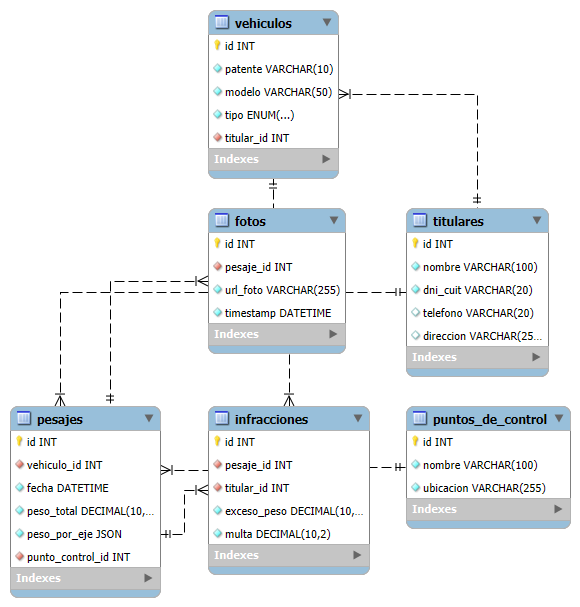 vehiculos
id INT
patente VARCHAR(10)
modelo VARCHAR(50)
tipo ENUM(...)
titular_id INT
Indexes
fotos
id INT
pesaje_id INT
url_foto VARCHAR(255)
timestamp DATETIME
Indexes
titulares
id INT
nombre VARCHAR(100)
dni_cuit VARCHAR(20)
telefono VARCHAR(20)
direccion VARCHAR(25...
Indexes
pesajes
id INT
vehiculo_id INT
fecha DATETIME
peso_total DECIMAL(10,...
peso_por_eje JSON
punto_control_id INT
Indexes
infracciones
id INT
pesaje_id INT
titular_id INT
exceso_peso DECIMAL(10,...
multa DECIMAL(10,2)
Indexes
puntos_de_control
id INT
nombre VARCHAR(100)
ubicacion VARCHAR(255)
Indexes